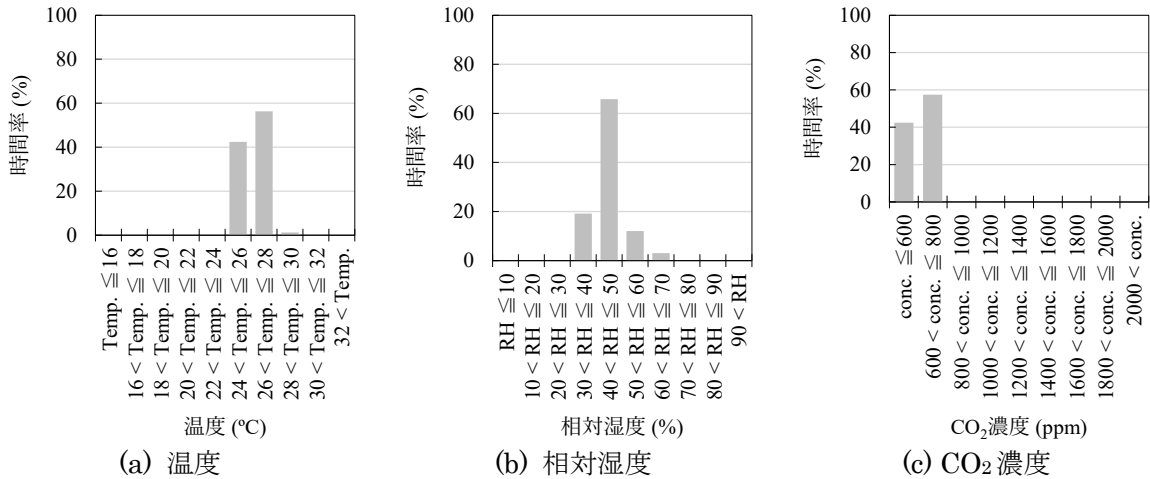 100
80
60
40
20
0
時間率 (%)
Temp. ≦ 16
16 < Temp. ≦ 18
18 < Temp. ≦ 20
20 < Temp. ≦ 22
22 < Temp. ≦ 24
24 < Temp. ≦ 26
26 < Temp. ≦ 28
28 < Temp. ≦ 30
30 < Temp. ≦ 32
32 < Temp.
温度 (ºC)
(a) 温度
100
80
60
40
20
0
時間率 (%)
RH ≦ 10
10 < RH ≦ 20
20 < RH ≦ 30
30 < RH ≦ 40
40 < RH ≦ 50
50 < RH ≦ 60
60 < RH ≦ 70
70 < RH ≦ 80
80 < RH ≦ 90
90 < RH
相対湿度 (%)
(b) 相対湿度
100
80
60
40
20
0
時間率 (%)
conc. ≦600
600 < conc. ≦ 800
800 < conc. ≦ 1000
1000 < conc. ≦ 1200
1200 < conc. ≦ 1400
1400 < conc. ≦ 1600
1600 < conc. ≦ 1800
1800 < conc. ≦ 2000
2000 < conc.
CO₂濃度 (ppm)
(c) CO₂ 濃度